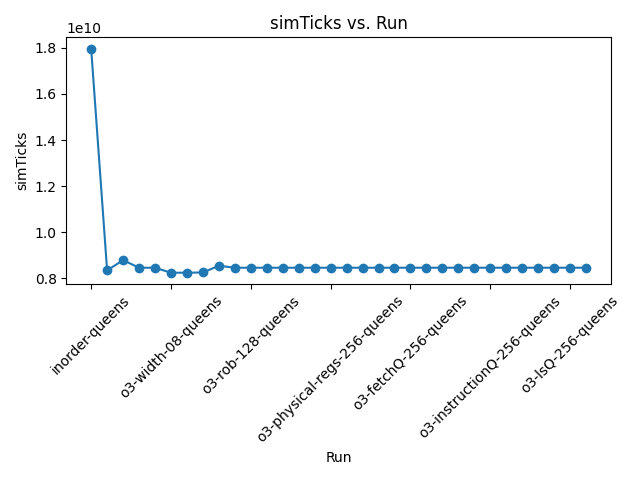 simTicks vs. Run
1e10
1.8
1.6
1.4
1.2
1.0
0.8
simTicks
inorder-queens
o3-width-08-queens
o3-rob-128-queens
o3-physical-regs-256-queens
o3-fetchQ-256-queens
o3-instructionQ-256-queens
o3-lsQ-256-queens
Run